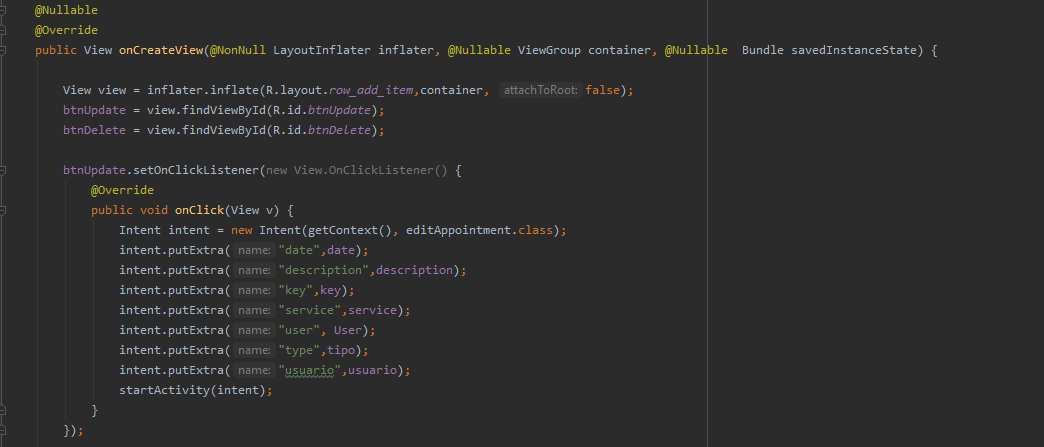 @Nullable
@Override
public View onCreateView(@NonNull LayoutInflater inflater, @Nullable ViewGroup container, @Nullable  Bundle savedInstanceState) {
View view = inflater.inflate(R.layout.row_add_item,container, attachToRoot: false);
btnUpdate = view.findViewById(R.id.btnUpdate);
btnDelete = view.findViewById(R.id.btnDelete);
btnUpdate.setOnClickListener(new View.OnClickListener() {
@Override
public void onClick(View v) {
Intent intent = new Intent(getContext(), editAppointment.class);
intent.putExtra( name: "date",date);
intent.putExtra( name: "description",description);
intent.putExtra( name: "key",key);
intent.putExtra( name: "service",service);
intent.putExtra( name: "user", User);
intent.putExtra( name: "type",tipo);
intent.putExtra( name: "usuario",usuario);
startActivity(intent);
}
});